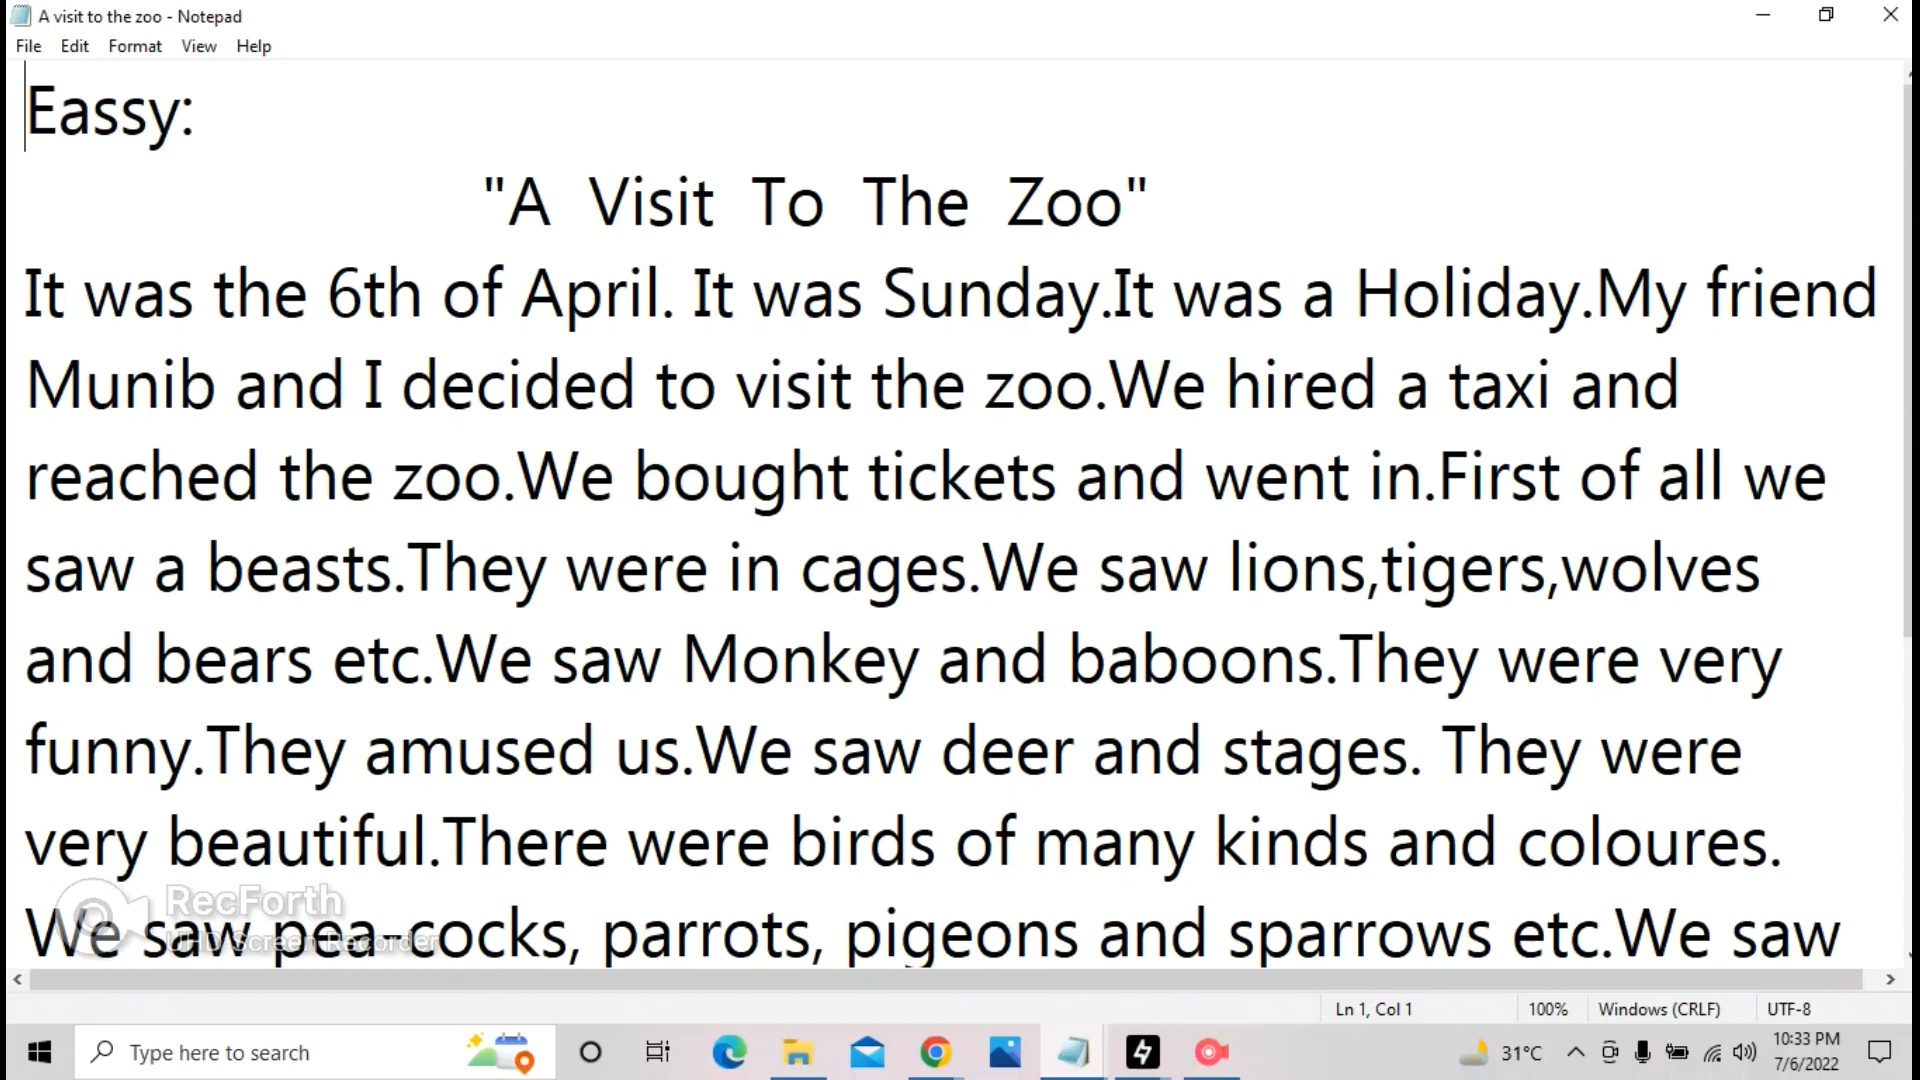 A visit to the zoo - Notepad
File Edit Format View Help
Eassy:
"A Visit To The Zoo"
It was the 6th of April. It was Sunday.It was a Holiday.My friend
Munib and I decided to visit the zoo.We hired a taxi and
reached the zoo.We bought tickets and went in.First of all we
saw a beasts.They were in cages.We saw lions,tigers,wolves
and bears etc.We saw Monkey and baboons.They were very
funny.They amused us.We saw deer and stages. They were
very beautiful.There were birds of many kinds and coloures.
We saw pea-cocks, parrots, pigeons and sparrows etc.We saw
RecForth
UHD Screen Recorder
Ln 1, Col 1 100% Windows (CRLF) UTF-8
Type here to search
31°C
10:33 PM
7/6/2022